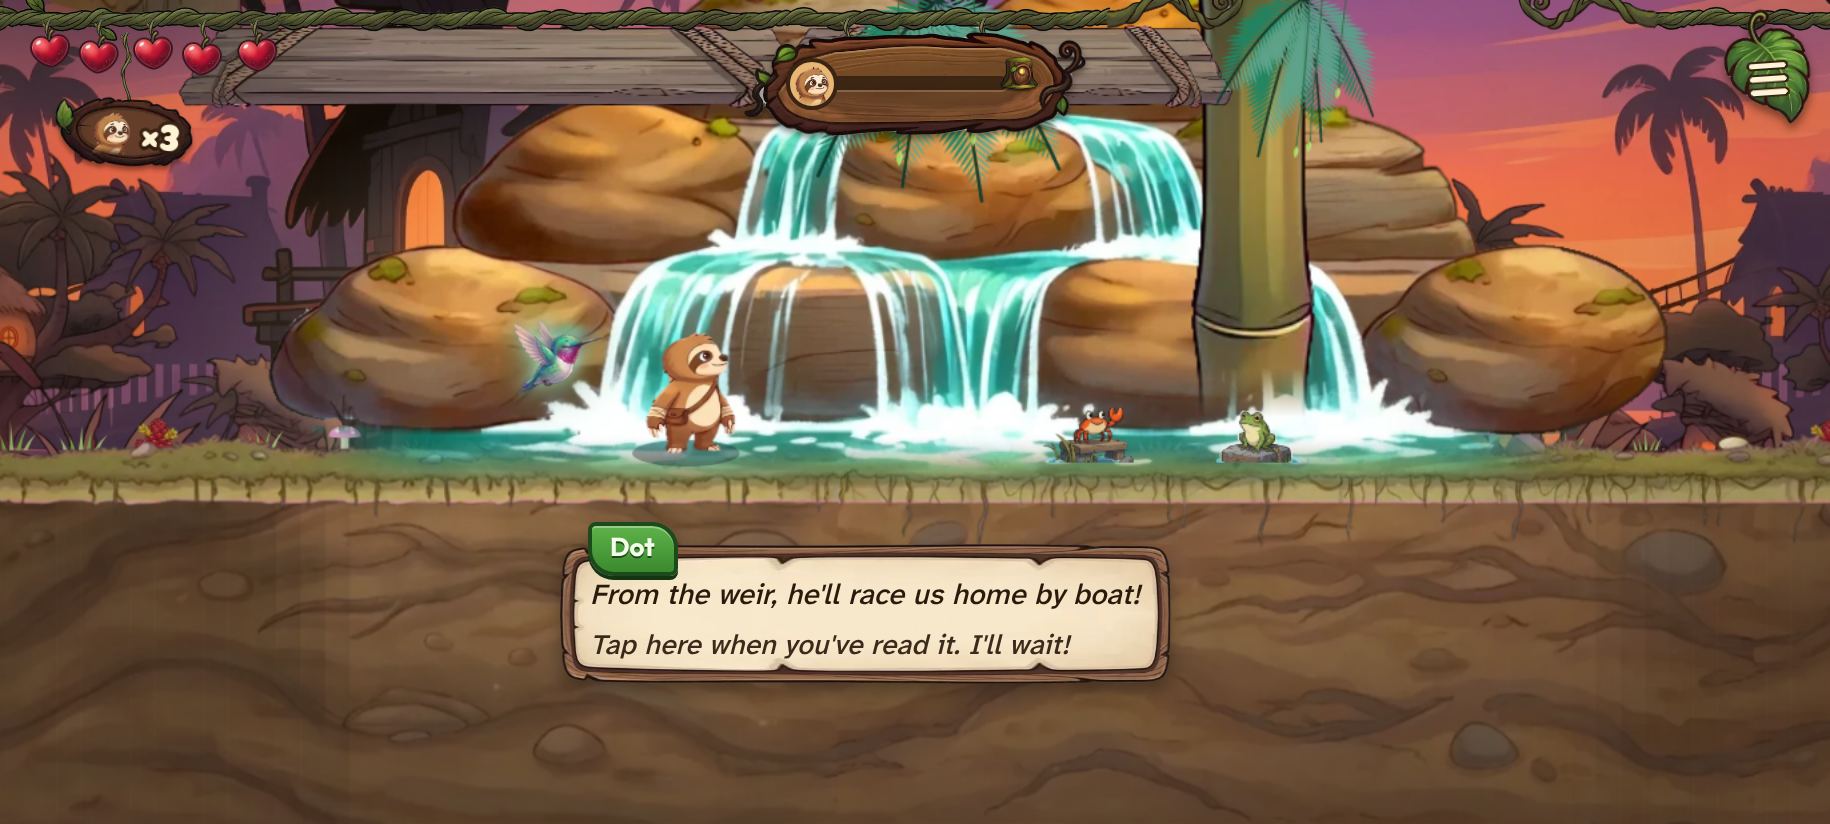 ×3
Dot
From the weir, he'll race us home by boat!
Tap here when you've read it. I'll wait!